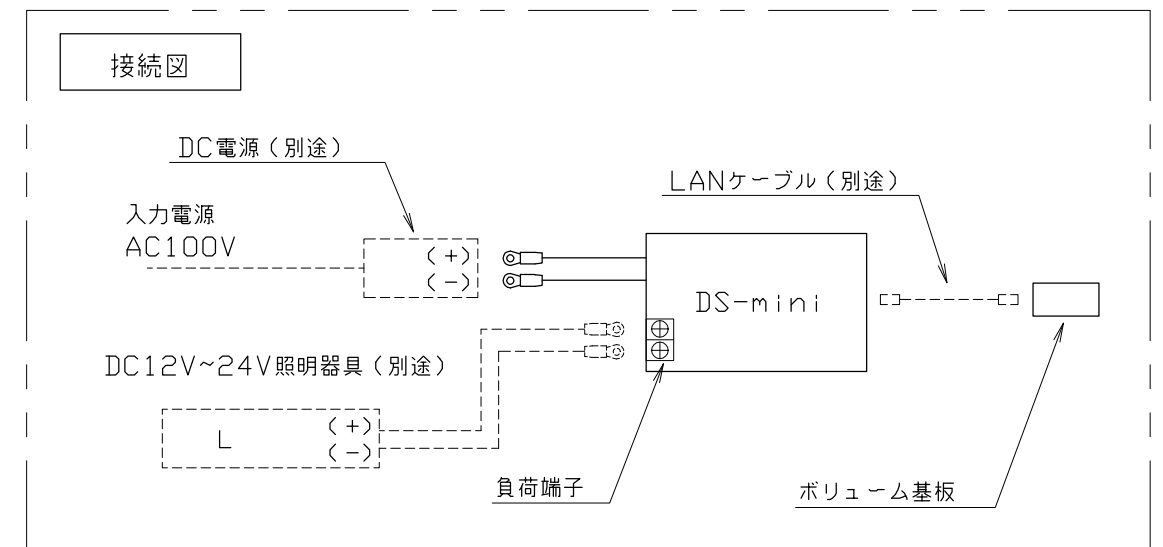 接続図
DC電源（別途）
LANケーブル（別途）
入力電源
AC100V
(+)
(-)
DS-mini
DC12V~24V照明器具（別途）
L
(+)
(-)
負荷端子
ボリューム基板